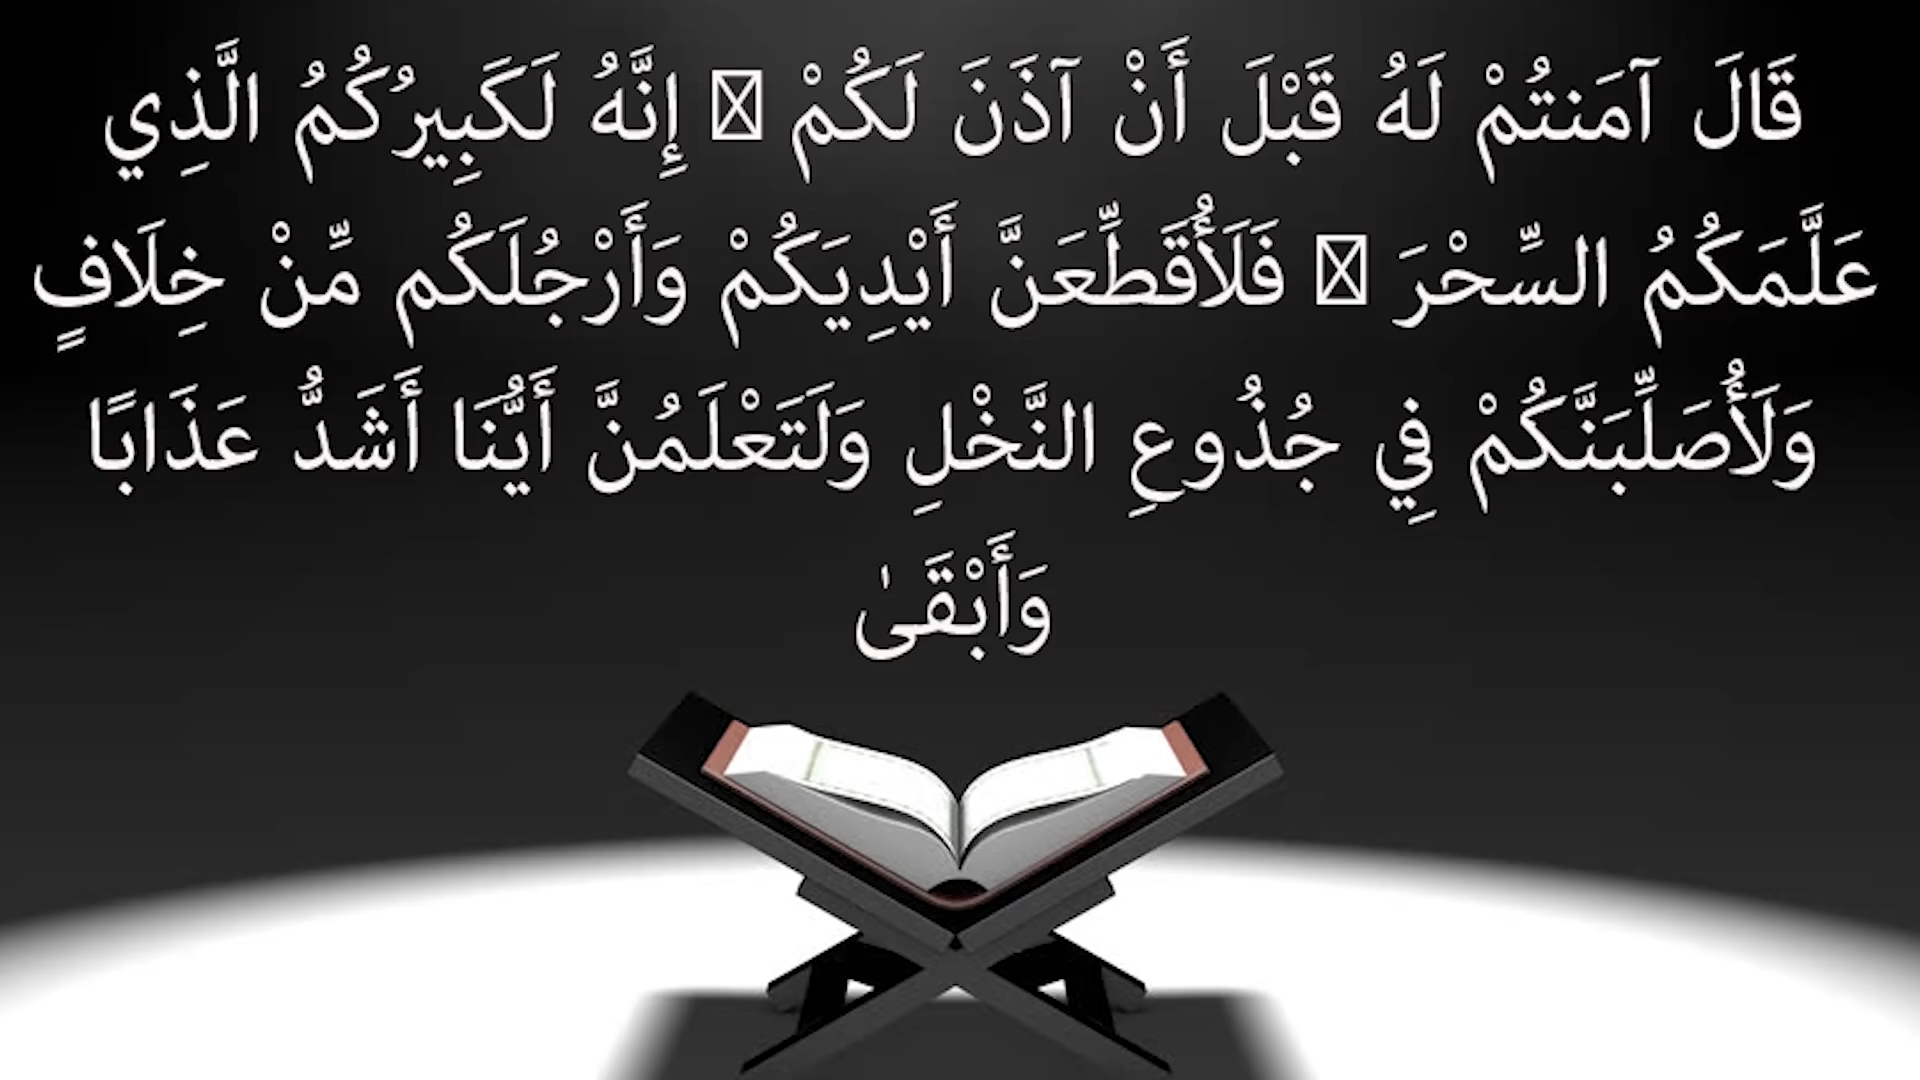 قَالَ آمَنتُمْ لَهُ قَبْلَ أَنْ آذَنَ لَكُمْ إِنَّهُ لَكَبِيرُكُمُ الَّذِي
عَلَّمَكُمُ السِّحْرَ فَلَأُقَطِّعَنَّ أَيْدِيَكُمْ وَأَرْجُلَكُم مِّنْ خِلَافٍ
وَلَأُصَلِّبَنَّكُمْ فِي جُذُوعِ النَّخْلِ وَلَتَعْلَمُنَّ أَيُّنَا أَشَدُّ عَذَابًا
وَأَبْقَىٰ